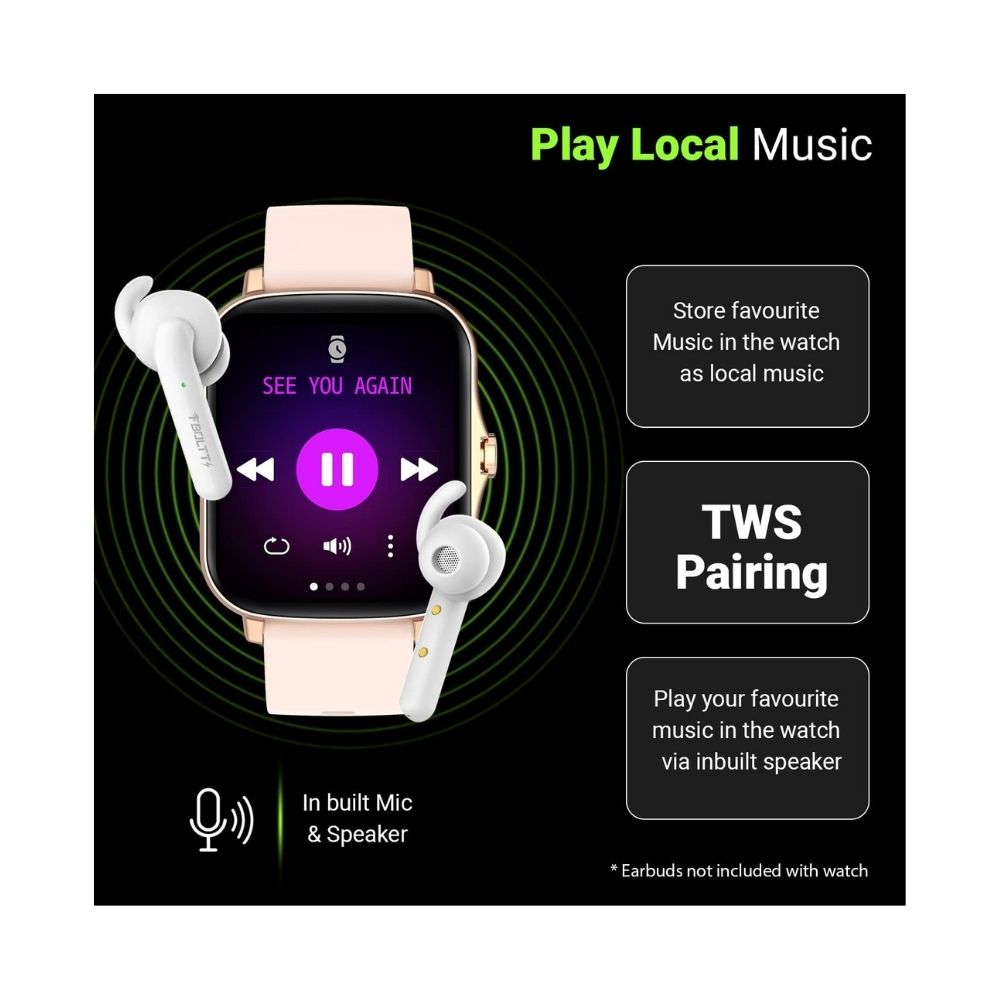 Play Local Music
SEE YOU AGAIN
FBOLTT
Store favourite
Music in the watch
as local music
TWS
Pairing
Play your favourite
music in the watch
via inbuilt speaker
In built Mic
& Speaker
* Earbuds not included with watch